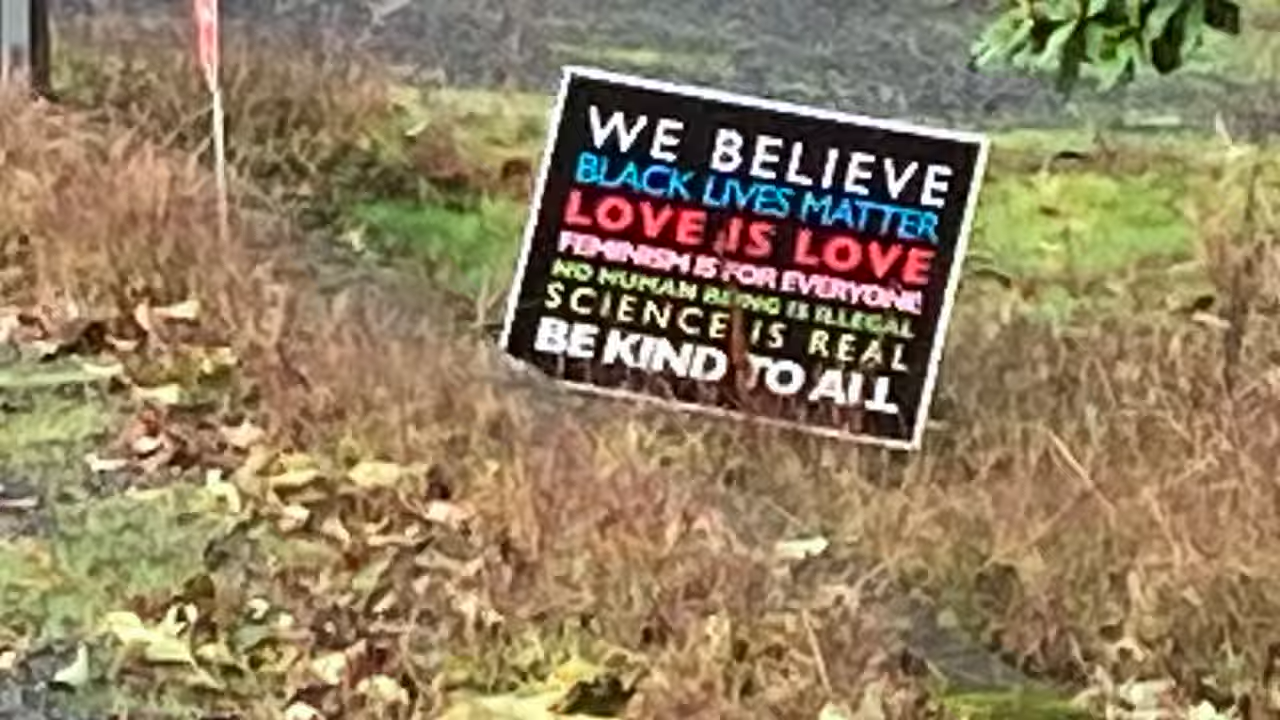 WE BELIEVE
BLACK LIVES MATTER
LOVE IS LOVE
FEMINISM IS FOR EVERYONE
NO HUMAN BEING IS ILLEGAL
SCIENCE IS REAL
BE KIND TO ALL